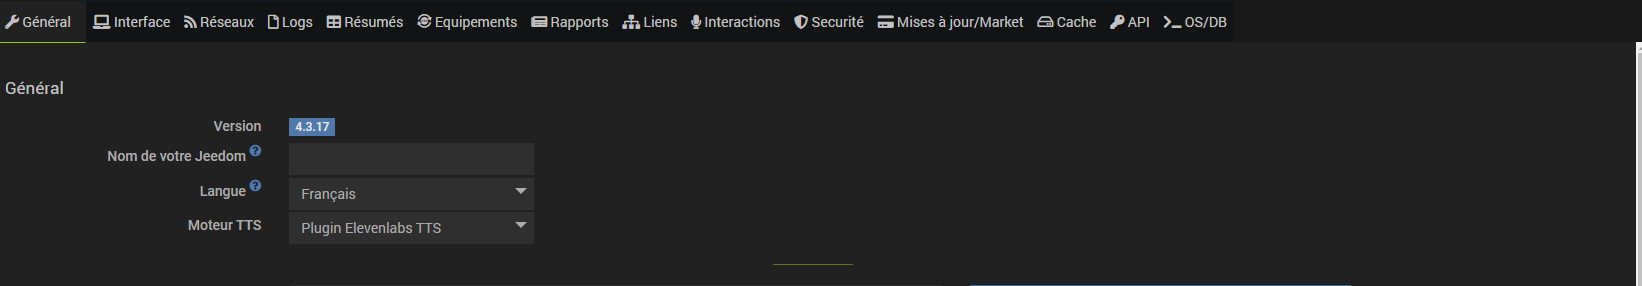 Général Interface Réseaux Logs Résumés Equipements Rapports Liens Interactions Securité Mises à jour/Market Cache API OS/DB
Général
Version 4.3.17
Nom de votre Jeedom ?
Langue ? Français
Moteur TTS Plugin Elevenlabs TTS